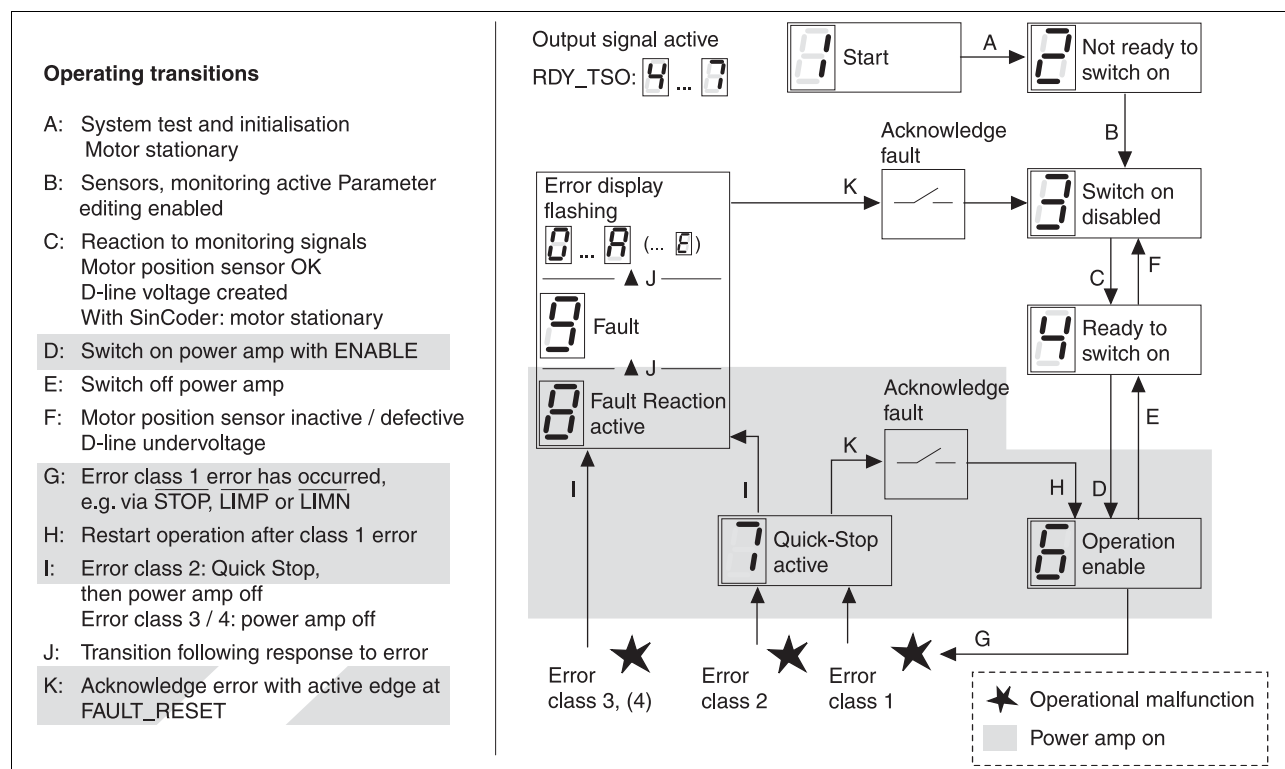 Operating transitions
A: System test and initialisation
Motor stationary
B: Sensors, monitoring active Parameter
editing enabled
C: Reaction to monitoring signals
Motor position sensor OK
D-line voltage created
With SinCoder: motor stationary
D: Switch on power amp with ENABLE
E: Switch off power amp
F: Motor position sensor inactive / defective
D-line undervoltage
G: Error class 1 error has occurred,
e.g. via STOP, LIMP or LIMN
H: Restart operation after class 1 error
I: Error class 2: Quick Stop,
then power amp off
Error class 3 / 4: power amp off
J: Transition following response to error
K: Acknowledge error with active edge at
FAULT_RESET
Output signal active
RDY_TSO: 4 ... 7
1 Start
A
2 Not ready to
switch on
B
Acknowledge
fault
K
3 Switch on
disabled
Error display
flashing
0 ... A (... E)
J
9 Fault
J
8 Fault Reaction
active
C
F
4 Ready to
switch on
Acknowledge
fault
K
E
I
I
H
D
7 Quick-Stop
active
6 Operation
enable
G
Error
class 3, (4)
Error
class 2
Error
class 1
Operational malfunction
Power amp on